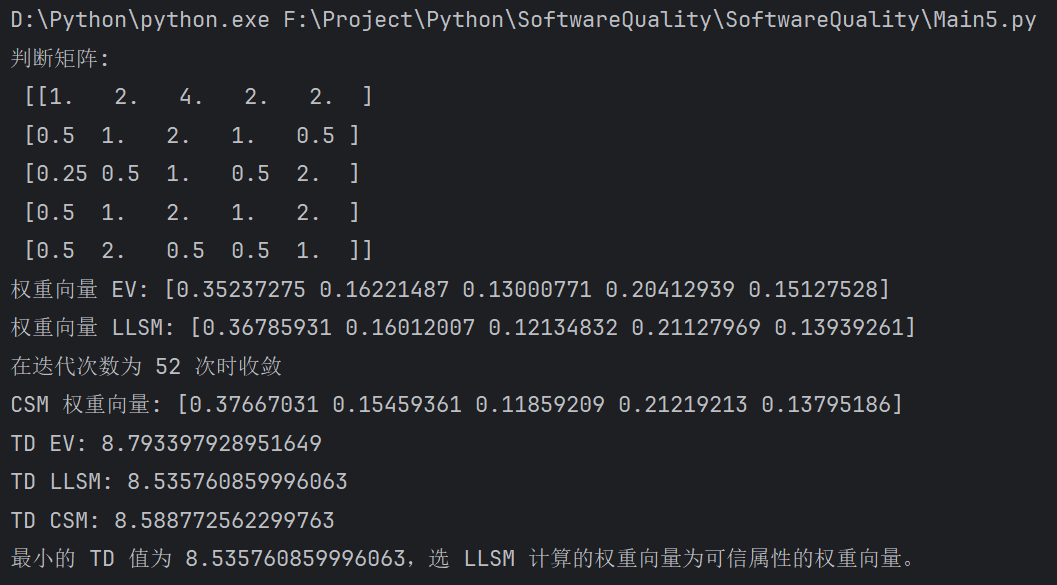 D:\Python\python.exe F:\Project\Python\SoftwareQuality\SoftwareQuality\Main5.py
判断矩阵:
[[1.   2.   4.   2.   2.  ]
[0.5  1.   2.   1.   0.5 ]
[0.25 0.5  1.   0.5  2.  ]
[0.5  1.   2.   1.   2.  ]
[0.5  2.   0.5  0.5  1.  ]]
权重向量 EV: [0.35237275 0.16221487 0.13000771 0.20412939 0.15127528]
权重向量 LLSM: [0.36785931 0.16012007 0.12134832 0.21127969 0.13939261]
在迭代次数为 52 次时收敛
CSM 权重向量: [0.37667031 0.15459361 0.11859209 0.21219213 0.13795186]
TD EV: 8.793397928951649
TD LLSM: 8.535760859996063
TD CSM: 8.588772562299763
最小的 TD 值为 8.535760859996063，选 LLSM 计算的权重向量为可信属性的权重向量。